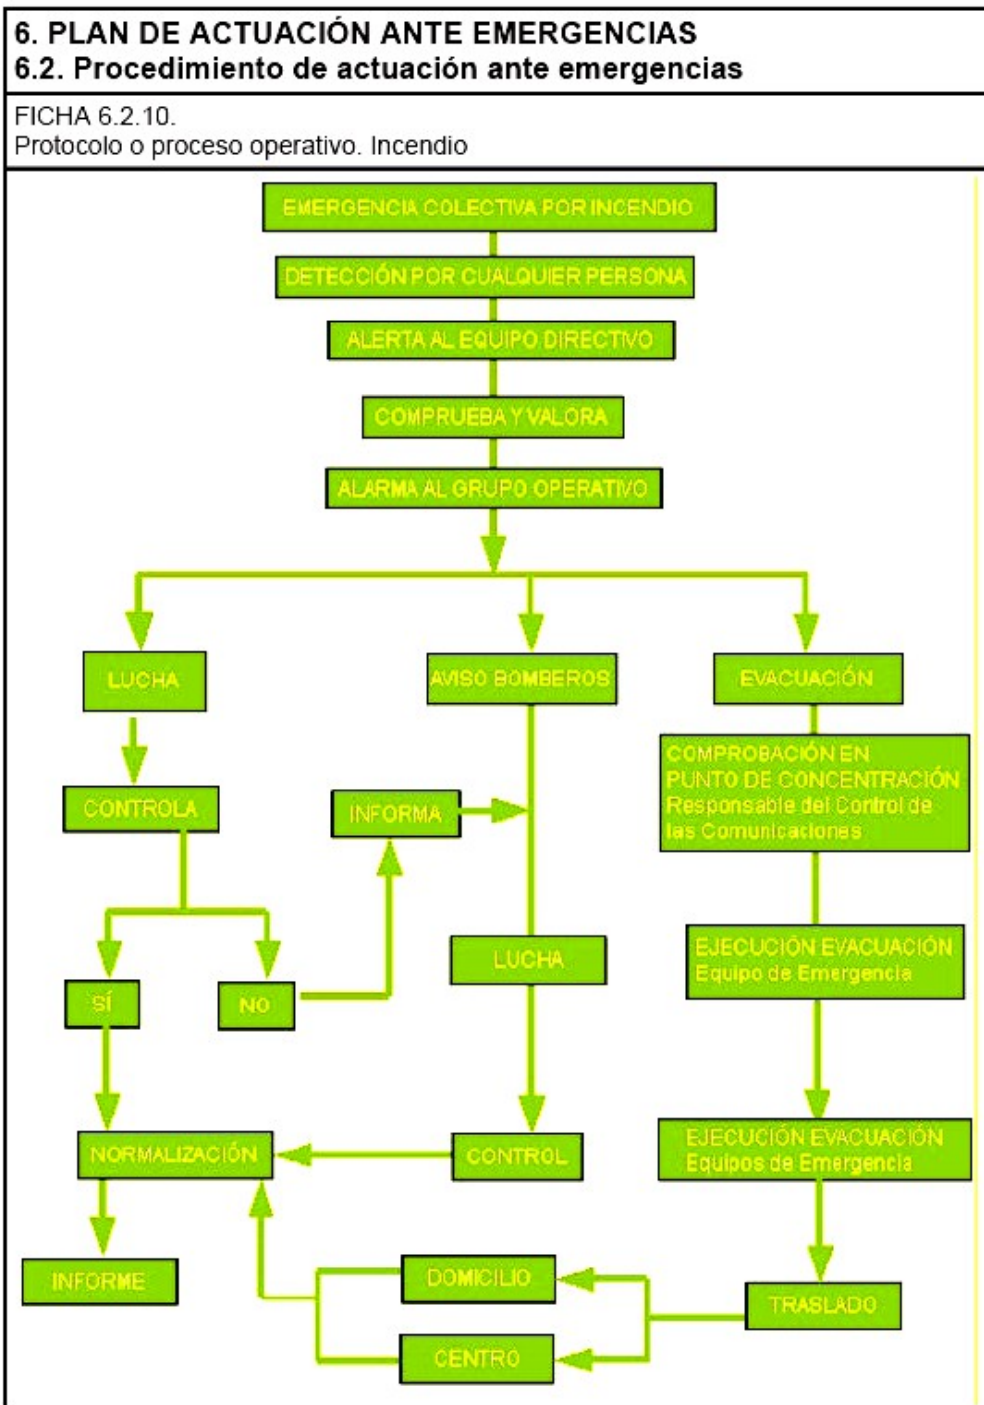 6. PLAN DE ACTUACIÓN ANTE EMERGENCIAS
6.2. Procedimiento de actuación ante emergencias
FICHA 6.2.10.
Protocolo o proceso operativo. Incendio
EMERGENCIA COLECTIVA POR INCENDIO
DETECCIÓN POR CUALQUIER PERSONA
ALERTA AL EQUIPO DIRECTIVO
COMPRUEBA Y VALORA
ALARMA AL GRUPO OPERATIVO
LUCHA
AVISO BOMBEROS
EVACUACIÓN
COMPROBACIÓN EN
PUNTO DE CONCENTRACIÓN
Responsable del Control de
las Comunicaciones
CONTROLA
INFORMA
LUCHA
EJECUCIÓN EVACUACIÓN
Equipo de Emergencia
SÍ
NO
NORMALIZACIÓN
CONTROL
EJECUCIÓN EVACUACIÓN
Equipos de Emergencia
INFORME
DOMICILIO
TRASLADO
CENTRO